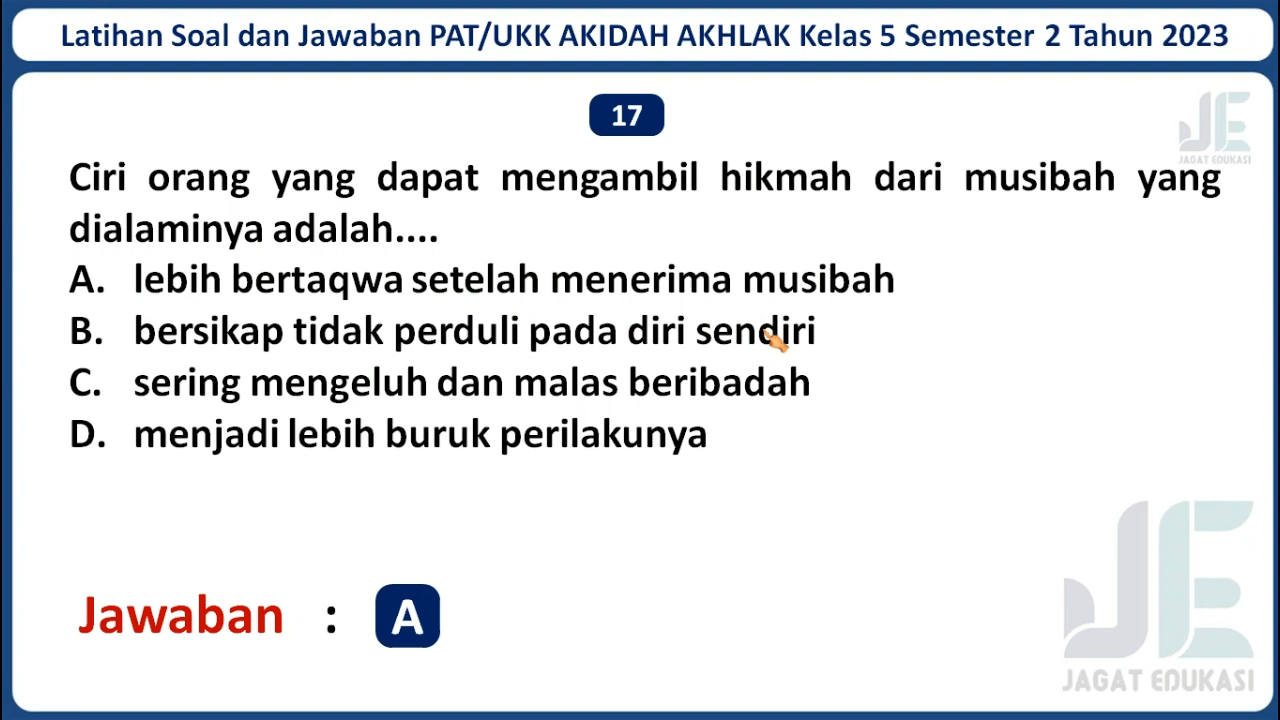 Latihan Soal dan Jawaban PAT/UKK AKIDAH AKHLAK Kelas 5 Semester 2 Tahun 2023
17
JE
JAGAT EDUKASI
Ciri orang yang dapat mengambil hikmah dari musibah yang
dialaminya adalah....
A. lebih bertaqwa setelah menerima musibah
B. bersikap tidak perduli pada diri sendiri
C. sering mengeluh dan malas beribadah
D. menjadi lebih buruk perilakunya
Jawaban : A
JE
JAGAT EDUKASI